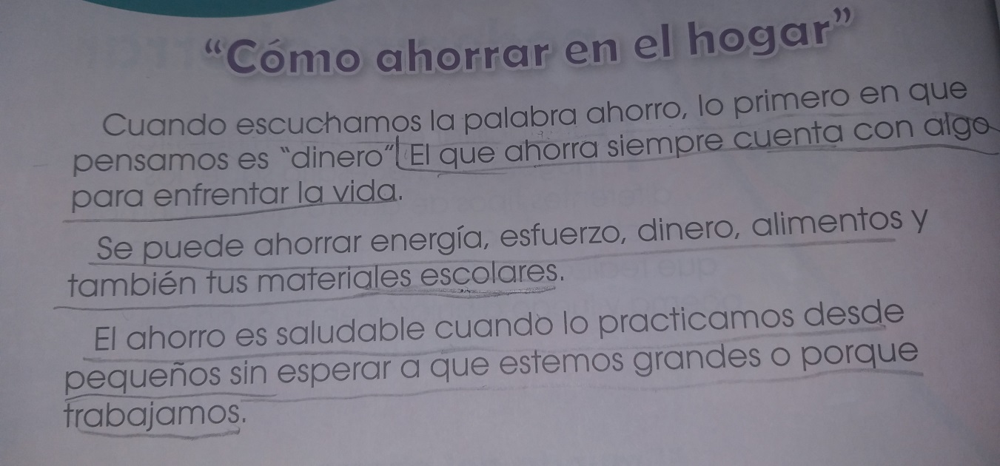 “Cómo ahorrar en el hogar”
Cuando escuchamos la palabra ahorro, lo primero en que
pensamos es “dinero”. El que ahorra siempre cuenta con algo
para enfrentar la vida.
Se puede ahorrar energía, esfuerzo, dinero, alimentos y
también tus materiales escolares.
El ahorro es saludable cuando lo practicamos desde
pequeños sin esperar a que estemos grandes o porque
trabajamos.